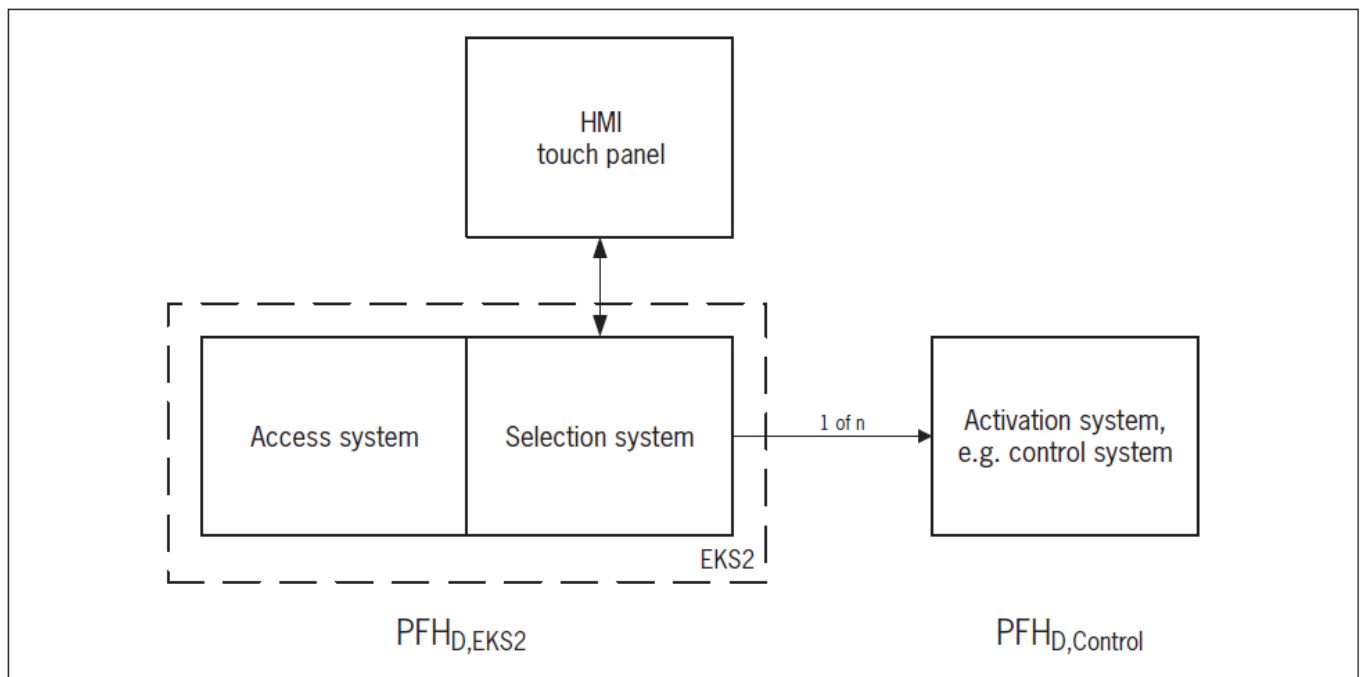 HMI
touch panel
Access system
Selection system
1 of n
Activation system,
e.g. control system
EKS2
PFHD,EKS2
PFHD,Control